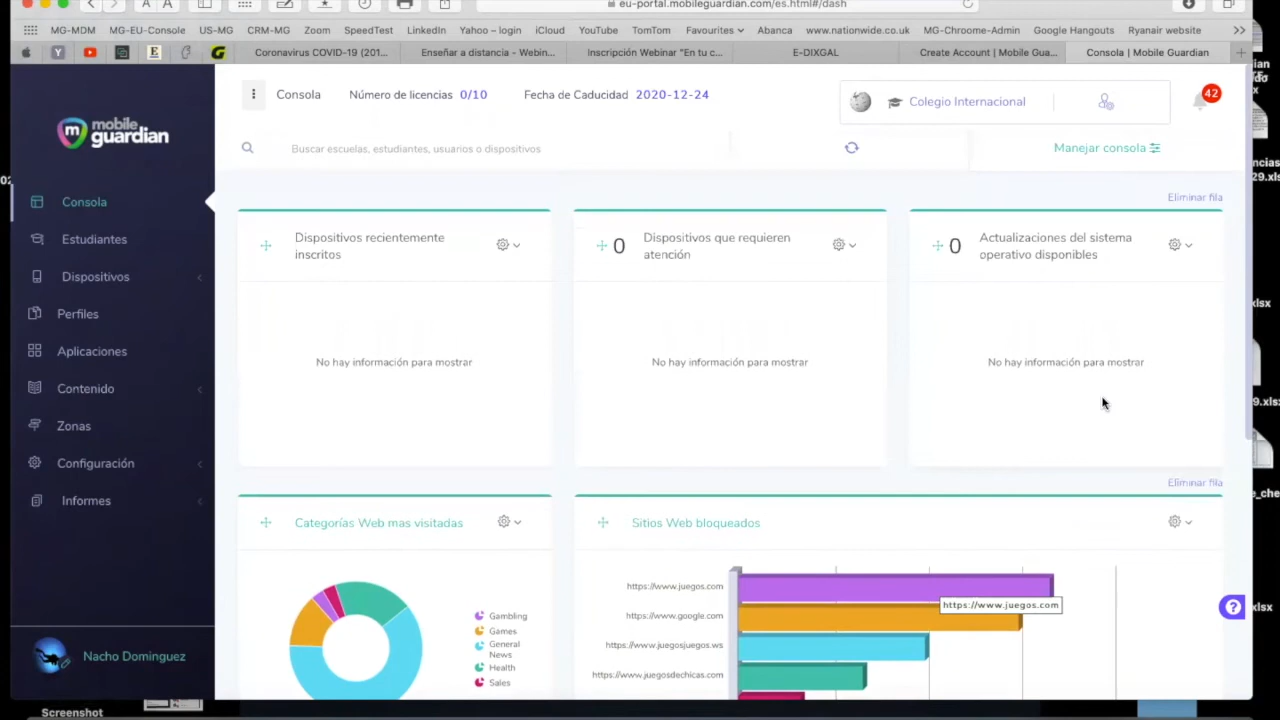 eu-portal.mobileguardian.com/es.html#/dash
MG-MDM MG-EU-Console US-MG CRM-MG Zoom SpeedTest LinkedIn Yahoo – login iCloud YouTube TomTom Favourites Abanca www.nationwide.co.uk MG-Chroome-Admin Google Hangouts Ryanair website
Coronavirus COVID-19 (201... Enseñar a distancia - Webin... Inscripción Webinar "En tu c... E-DIXGAL Create Account | Mobile Gua... Consola | Mobile Guardian
mobile guardian
Consola Número de licencias 0/10 Fecha de Caducidad 2020-12-24 Colegio Internacional 42
Buscar escuelas, estudiantes, usuarios o dispositivos Manejar consola
Consola
Estudiantes
Dispositivos
Perfiles
Aplicaciones
Contenido
Zonas
Configuración
Informes
Nacho Dominguez
Eliminar fila
Dispositivos recientemente
inscritos
No hay información para mostrar
0 Dispositivos que requieren
atención
No hay información para mostrar
0 Actualizaciones del sistema
operativo disponibles
No hay información para mostrar
Eliminar fila
Categorías Web mas visitadas
Gambling
Games
General
News
Health
Sales
Sitios Web bloqueados
https://www.juegos.com
https://www.juegos.com
https://www.google.com
https://www.juegosjuegos.ws
https://www.juegosdechicas.com
Screenshot